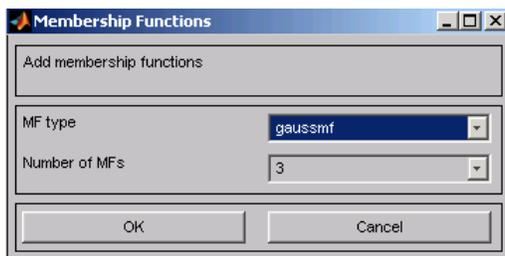 Membership Functions
Add membership functions
MF type
gaussmf
Number of MFs
3
OK
Cancel